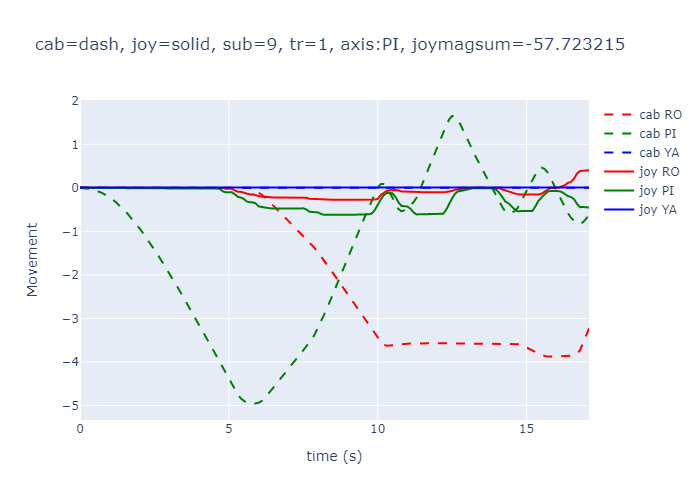 cab=dash, joy=solid, sub=9, tr=1, axis:PI, joymagsum=-57.723215
2
1
0
−1
−2
−3
−4
−5
Movement
0
5
10
15
time (s)
cab RO
cab PI
cab YA
joy RO
joy PI
joy YA